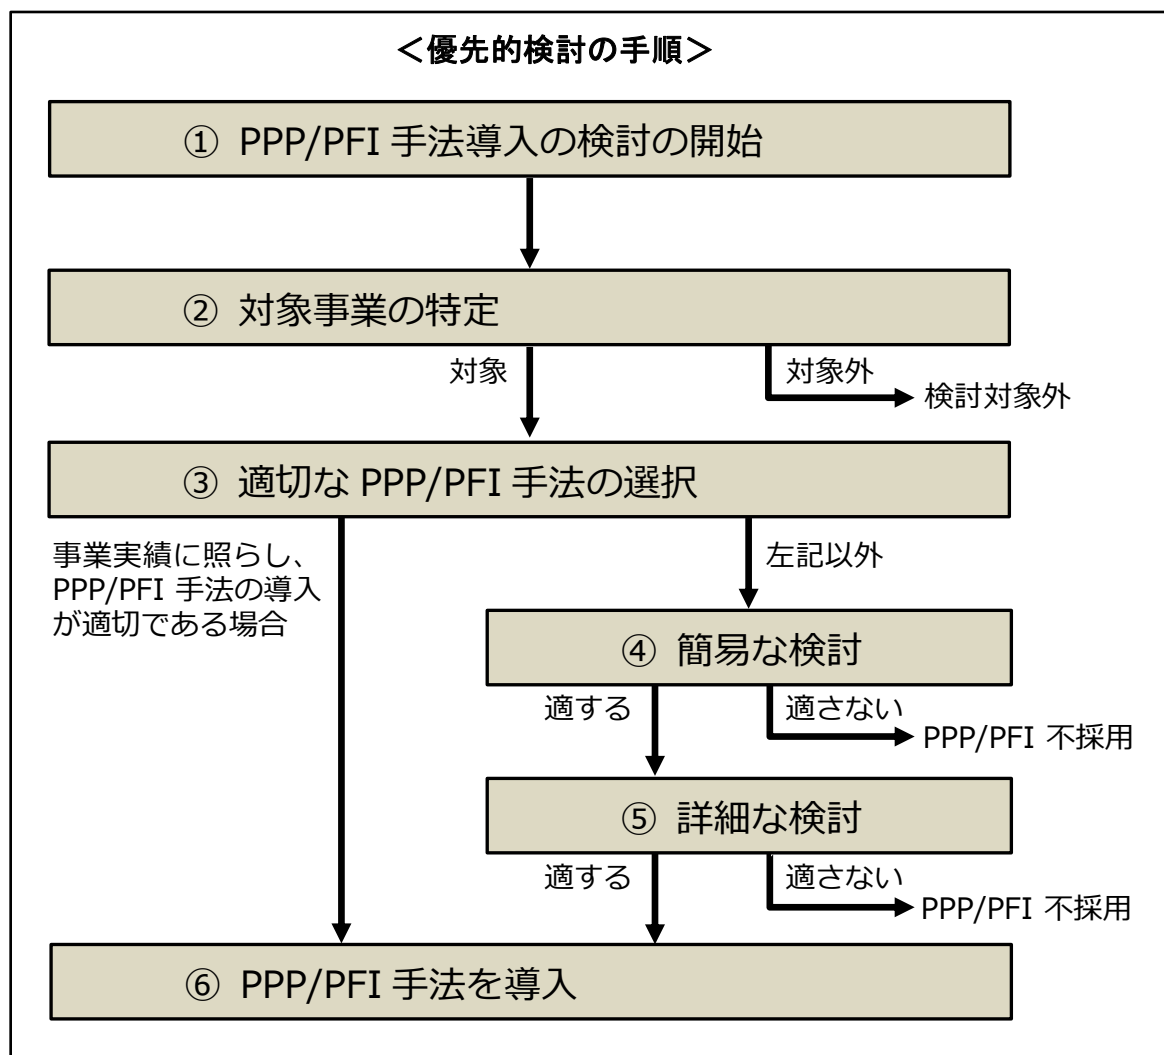 ＜優先的検討の手順＞
① PPP/PFI 手法導入の検討の開始
② 対象事業の特定
対象
対象外
検討対象外
③ 適切な PPP/PFI 手法の選択
事業実績に照らし、
PPP/PFI 手法の導入
が適切である場合
左記以外
④ 簡易な検討
適する
適さない
PPP/PFI 不採用
⑤ 詳細な検討
適する
適さない
PPP/PFI 不採用
⑥ PPP/PFI 手法を導入